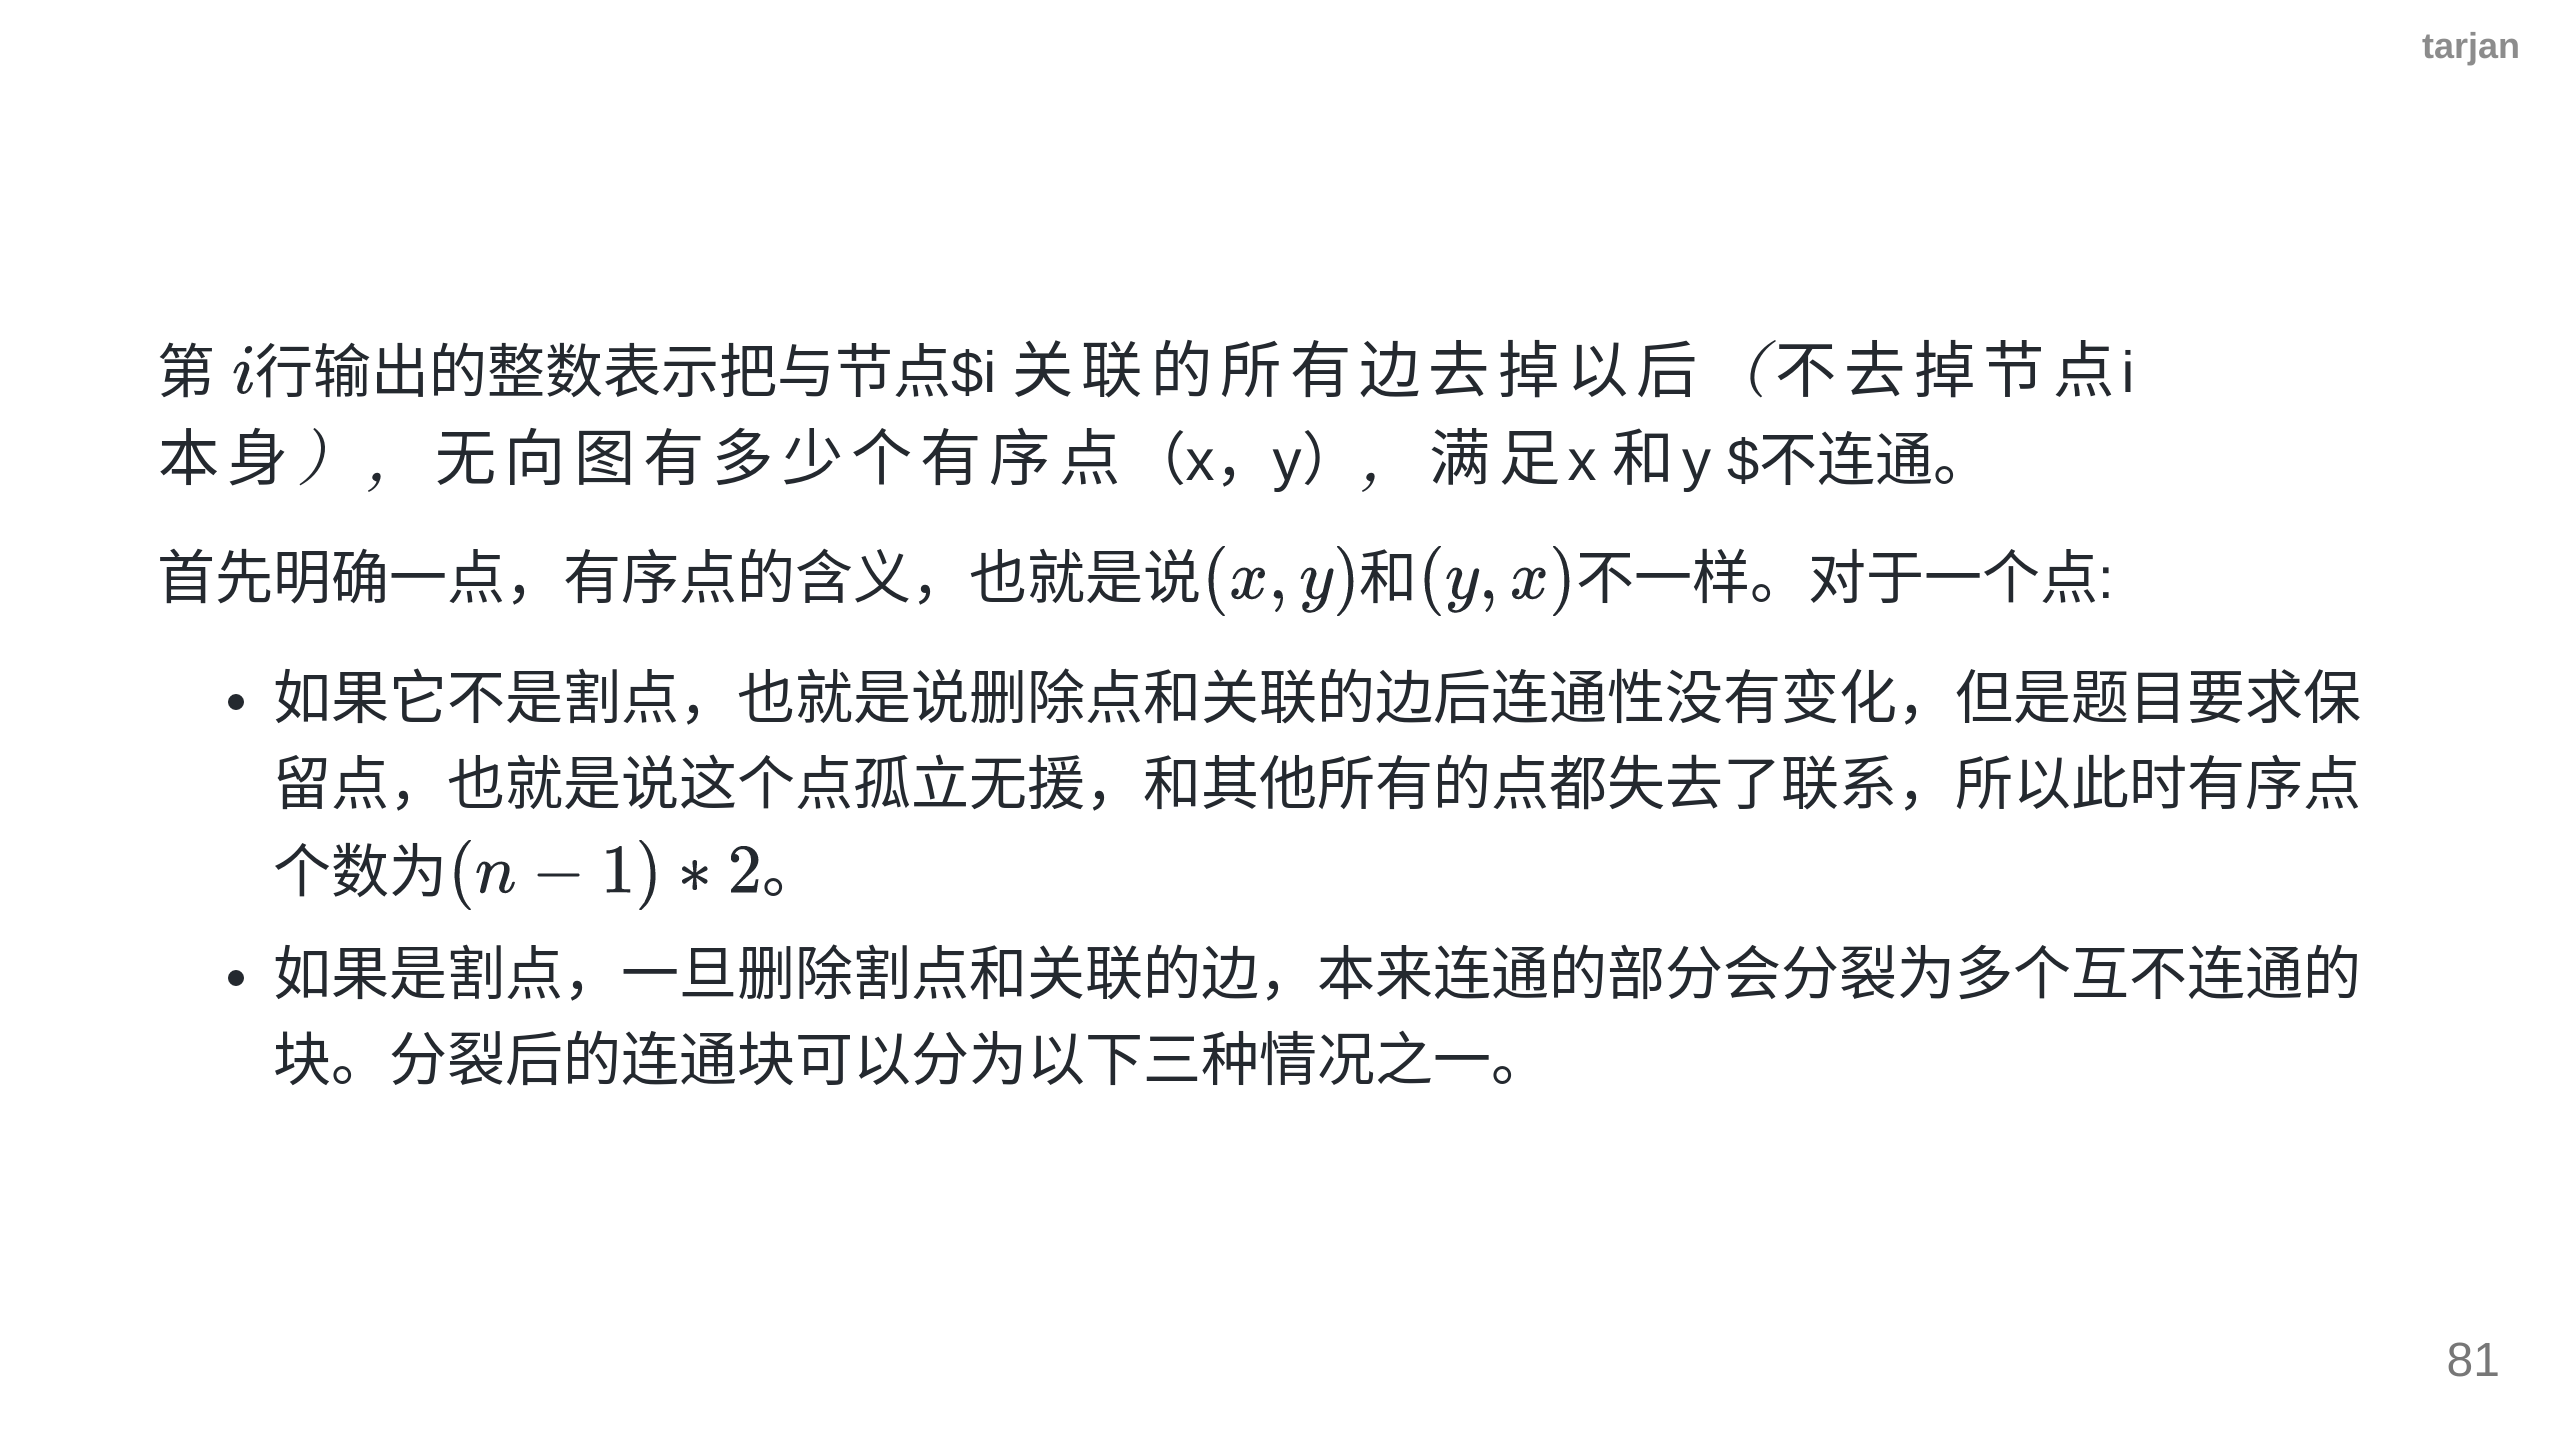 tarjan
第 i行输出的整数表示把与节点$i 关联的所有边去掉以后（不去掉节点i
本身），无向图有多少个有序点（x，y），满足x 和y $不连通。
首先明确一点，有序点的含义，也就是说(x, y)和(y, x)不一样。对于一个点:
• 如果它不是割点，也就是说删除点和关联的边后连通性没有变化，但是题目要求保
留点，也就是说这个点孤立无援，和其他所有的点都失去了联系，所以此时有序点
个数为(n − 1) ∗ 2。
• 如果是割点，一旦删除割点和关联的边，本来连通的部分会分裂为多个互不连通的
块。分裂后的连通块可以分为以下三种情况之一。
81